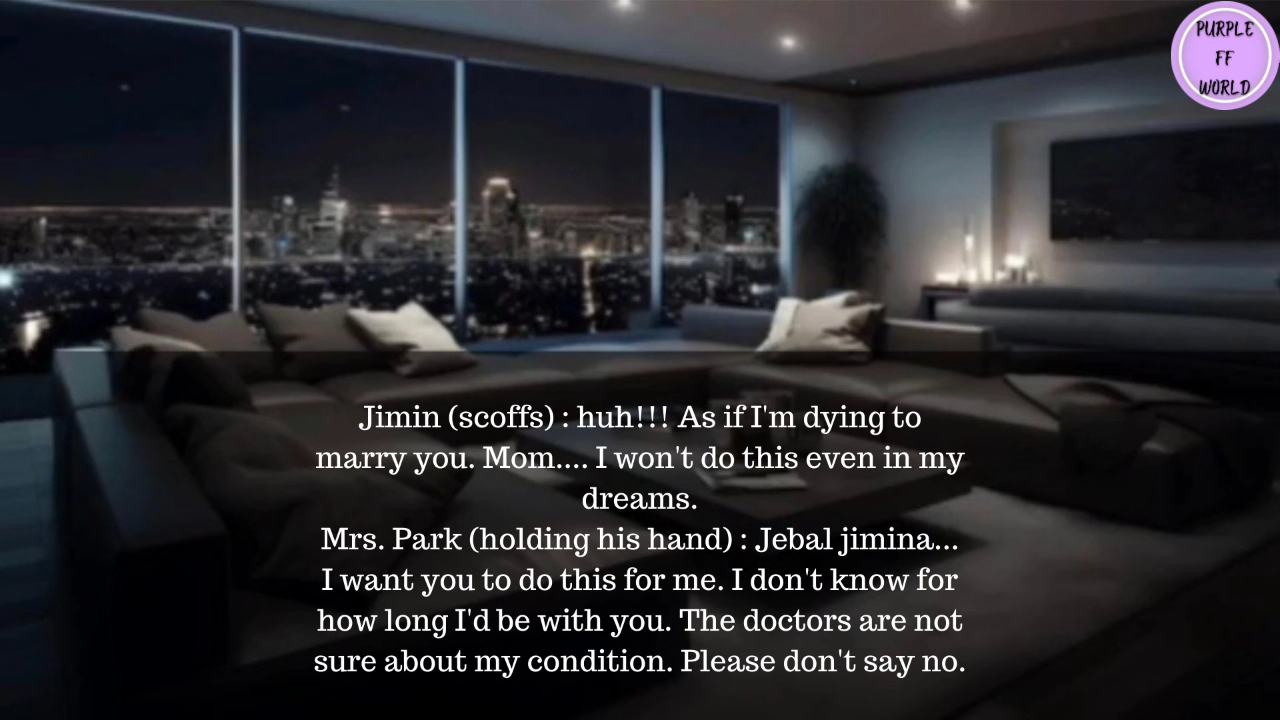 PURPLE
FF
WORLD
Jimin (scoffs) : huh!!! As if I'm dying to
marry you. Mom.... I won't do this even in my
dreams.
Mrs. Park (holding his hand) : Jebal jimina...
I want you to do this for me. I don't know for
how long I'd be with you. The doctors are not
sure about my condition. Please don't say no.